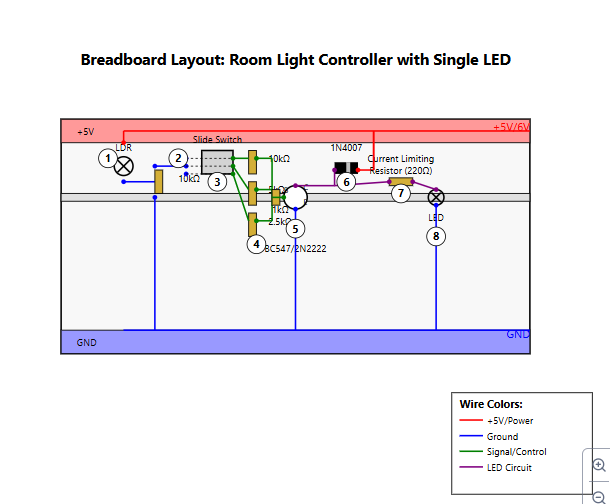 Breadboard Layout: Room Light Controller with Single LED
+5V/6V
+5V
Slide Switch
LDR
1N4007
1
2
10kΩ
Current Limiting
Resistor (220Ω)
10kΩ
3
6
7
1kΩ
LED
2.5kΩ
5
8
4
BC547/2N2222
GND
GND
Wire Colors:
+5V/Power
Ground
Signal/Control
LED Circuit